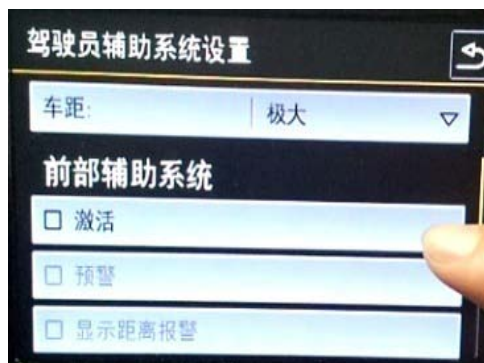 驾驶员辅助系统设置
车距: 极大
前部辅助系统
激活
预警
显示距离报警